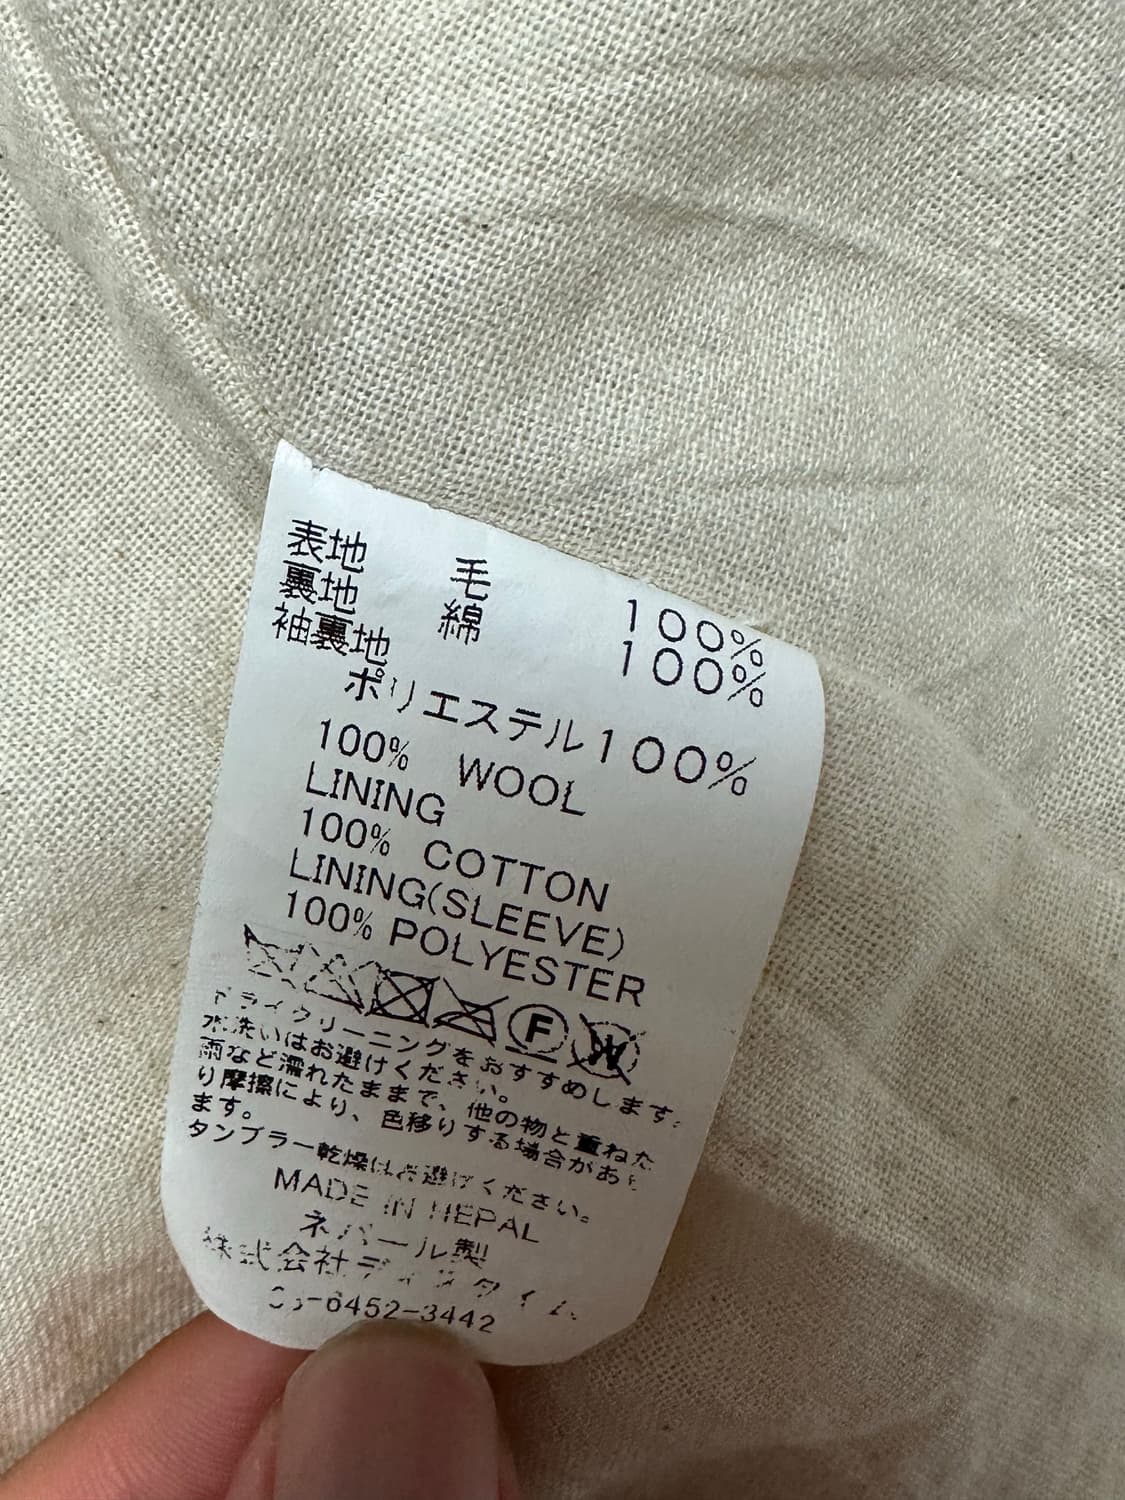 表地 毛 100%
裏地 綿 100%
袖裏地
ポリエステル100%
100% WOOL
LINING
100% COTTON
LINING(SLEEVE)
100% POLYESTER
F W
ドライクリーニングをおすすめします。
水洗いはお避けください。
雨など濡れたままで、他の物と重ねた
り摩擦により、色移りする場合があり
ます。
タンブラー乾燥はお避けください。
MADE IN NEPAL
ネパール製
株式会社
-6452-3442